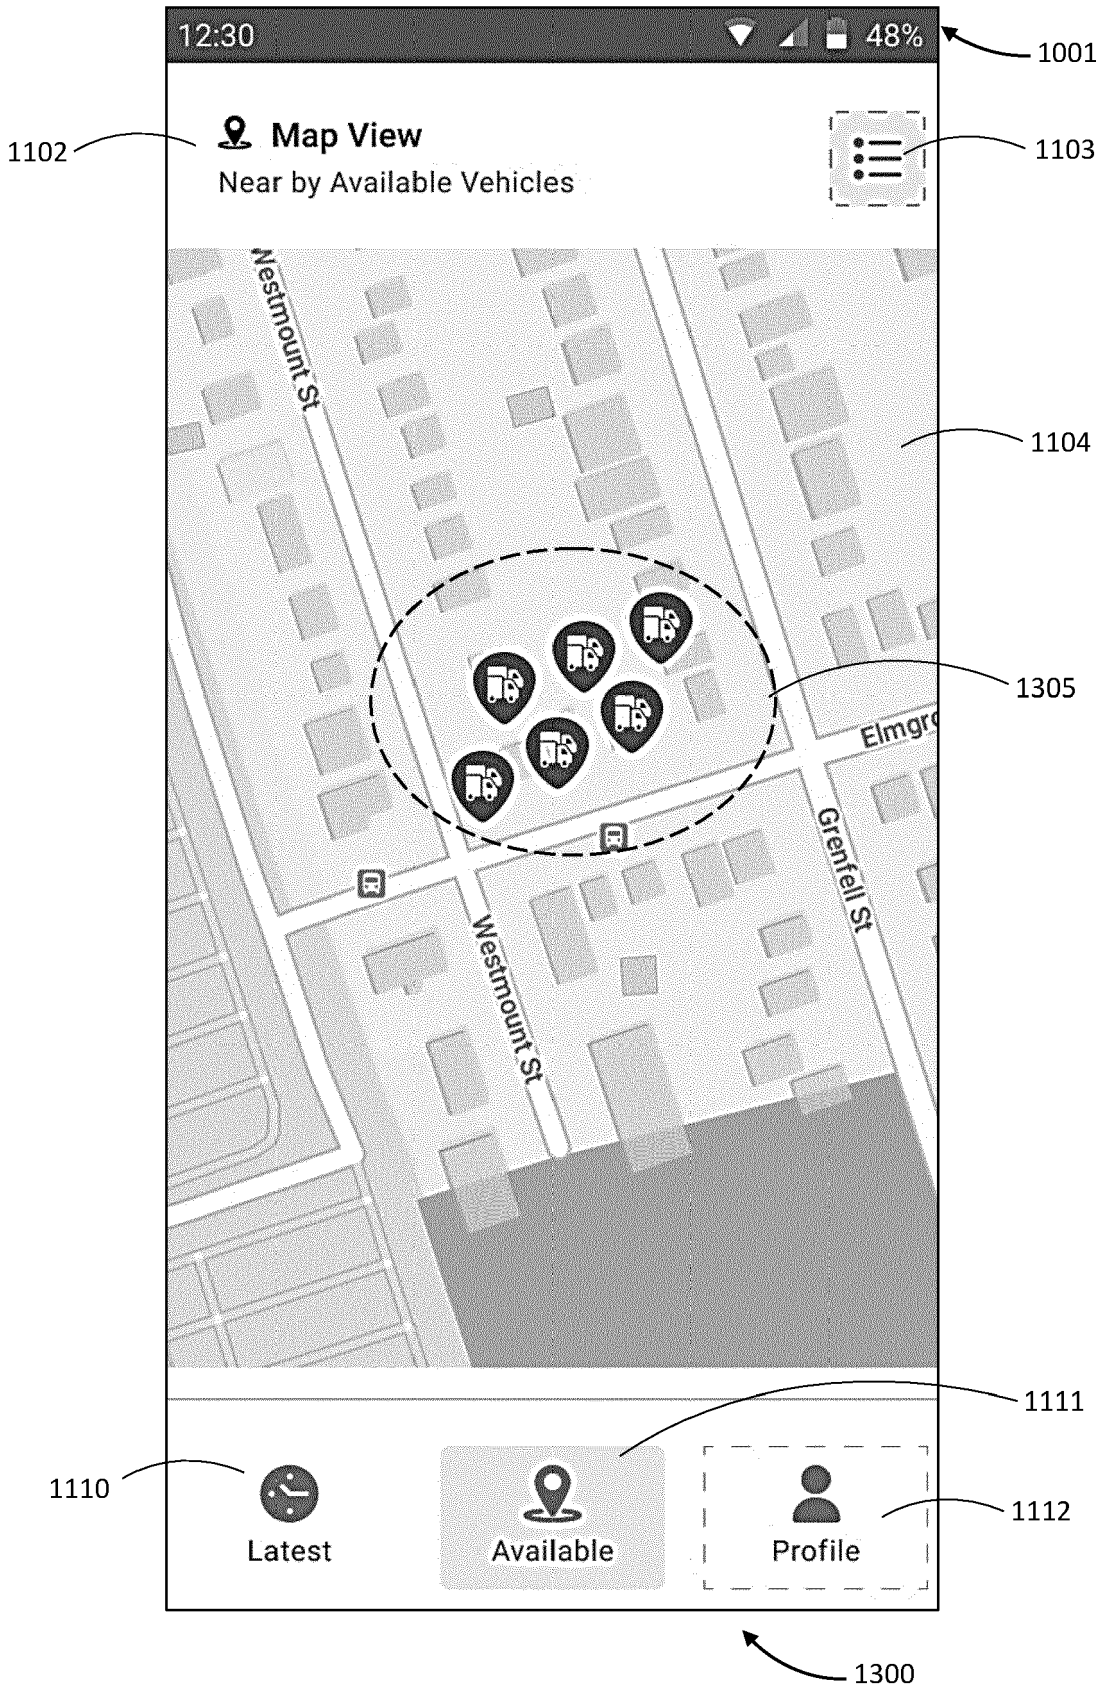 12:30 48%
1001
Map View
1102
1103
Near by Available Vehicles
Westmount St
1104
1305
Elmgro
Grenfell St
Westmount St
1111
1110
1112
Latest
Available
Profile
1300